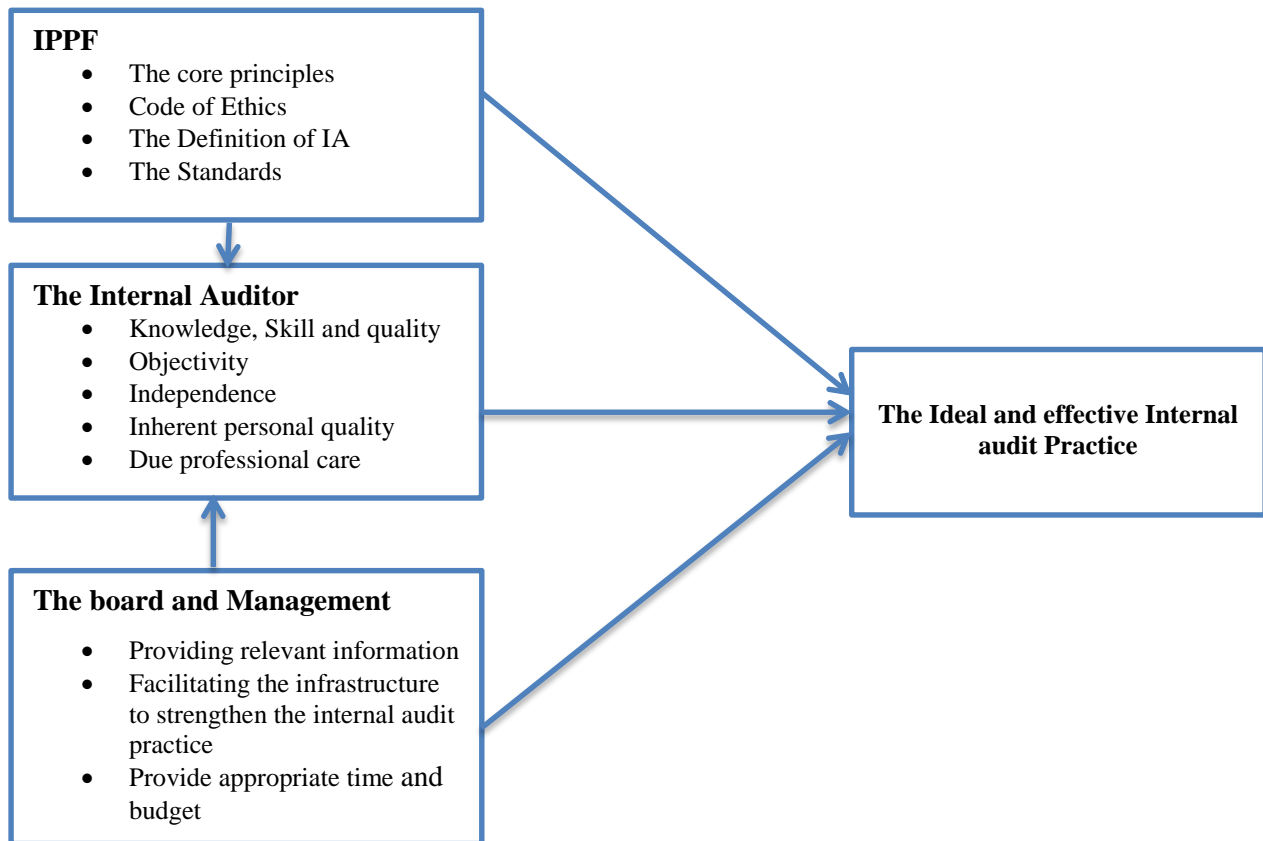 IPPF
• The core principles
• Code of Ethics
• The Definition of IA
• The Standards
The Internal Auditor
• Knowledge, Skill and quality
• Objectivity
• Independence
• Inherent personal quality
• Due professional care
The Ideal and effective Internal
audit Practice
The board and Management
• Providing relevant information
• Facilitating the infrastructure
to strengthen the internal audit
practice
• Provide appropriate time and
budget